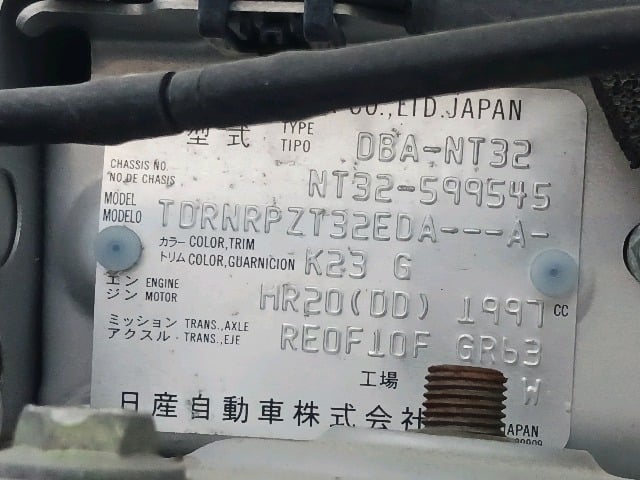 CO.,LTD.JAPAN
型式 TYPE TIPO DBA-NT32
CHASSIS NO. NO.DE CHASIS NT32-599545
MODEL MODELO TDRNRPZT32EDA---A-
カラー COLOR,TRIM トリム COLOR,GUARNICION K23 G
エンジン ENGINE MOTOR MR20(DD) 1997 CC
ミッション TRANS.,AXLE アクスル TRANS.,EJE RE0F10F GR63
工場 W
日産自動車株式会社 JAPAN